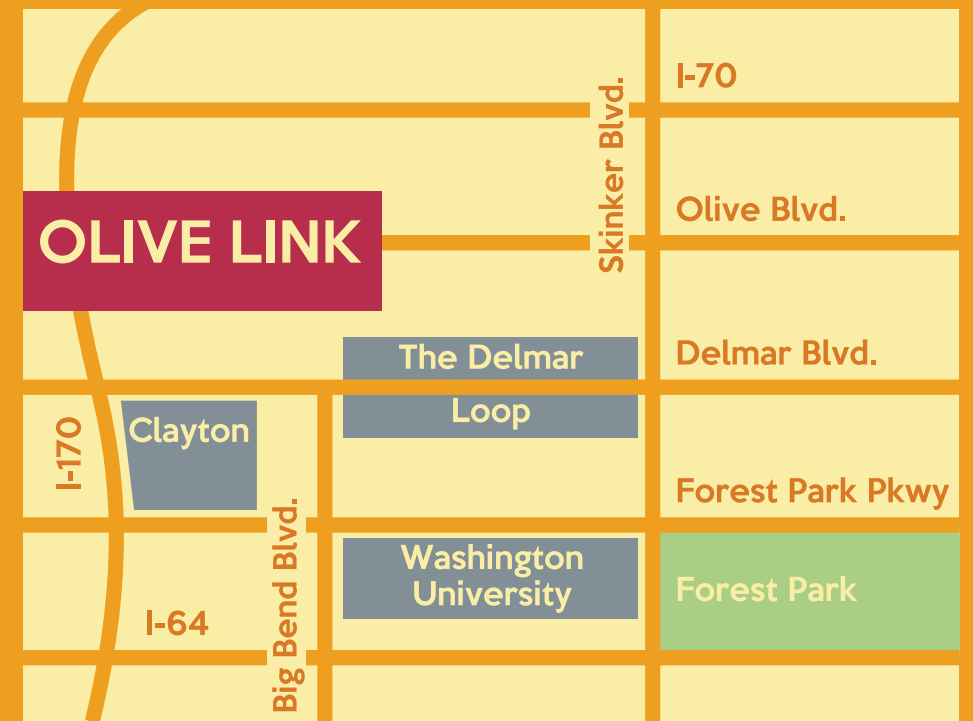 I-70
Skinker Blvd.
Olive Blvd.
OLIVE LINK
The Delmar
Loop
Delmar Blvd.
I-170
Clayton
Forest Park Pkwy
Big Bend Blvd.
Washington
University
Forest Park
I-64